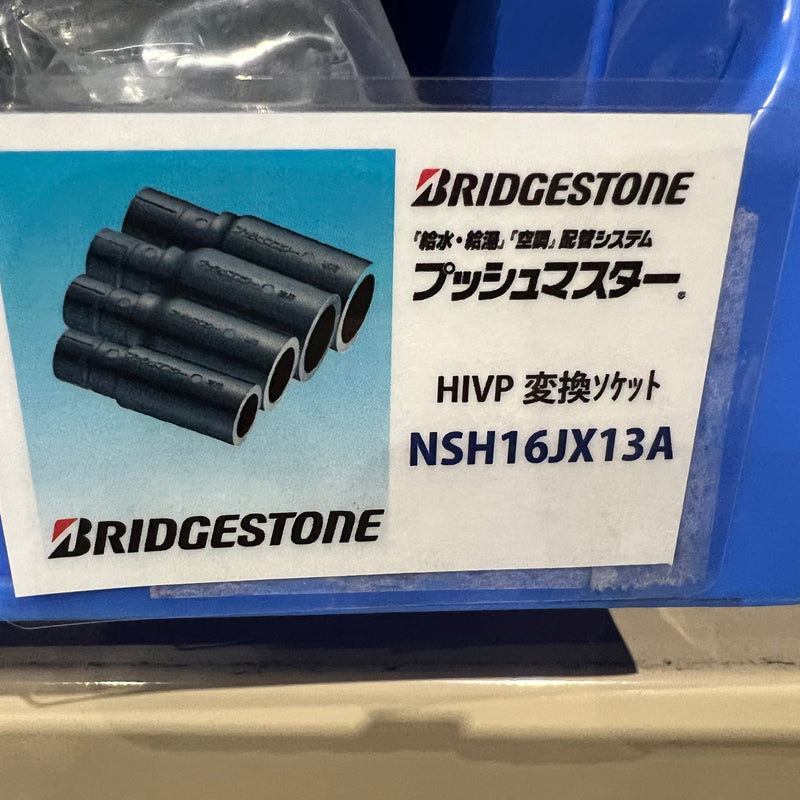 BRIDGESTONE
「給水・給湯」「空調」配管システム
プッシュマスター®
HIVP 変換ソケット
NSH16JX13A
BRIDGESTONE